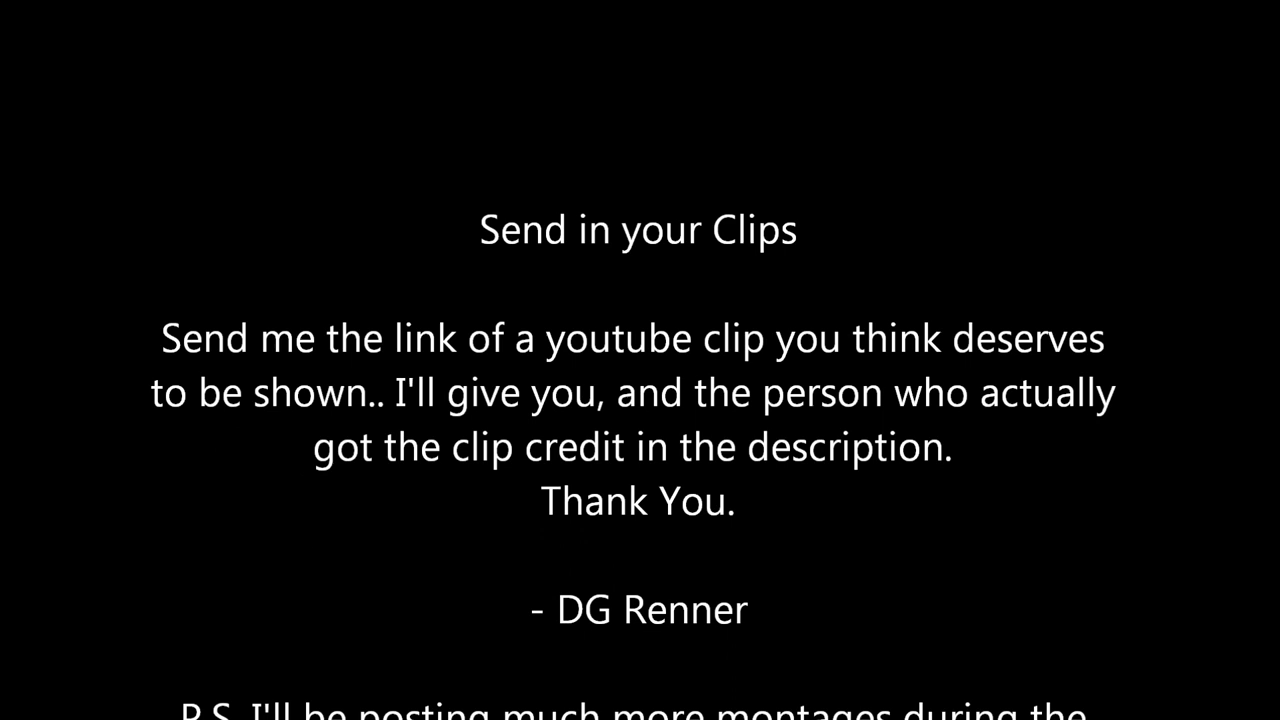 Send in your Clips
Send me the link of a youtube clip you think deserves
to be shown.. I'll give you, and the person who actually
got the clip credit in the description.
Thank You.
- DG Renner
P.S. I'll be posting much more montages during the